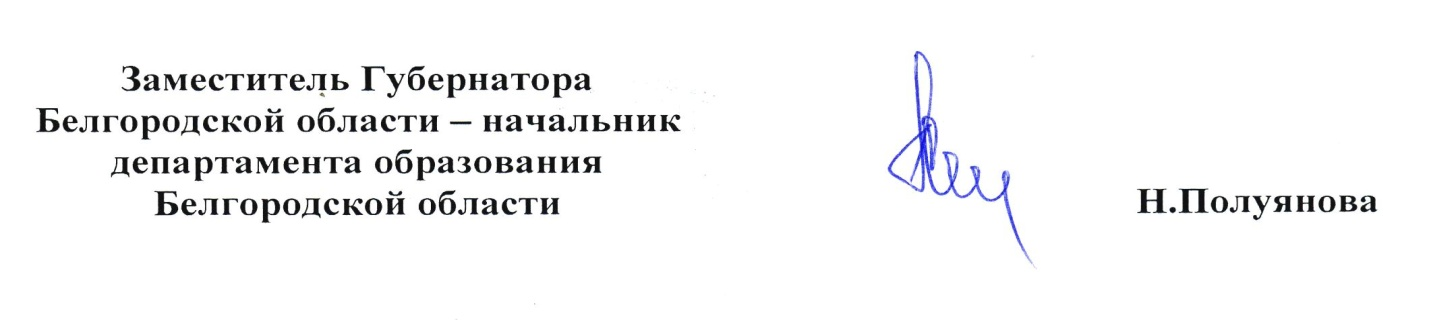 Заместитель Губернатора
Белгородской области – начальник
департамента образования
Белгородской области
Н.Полуянова